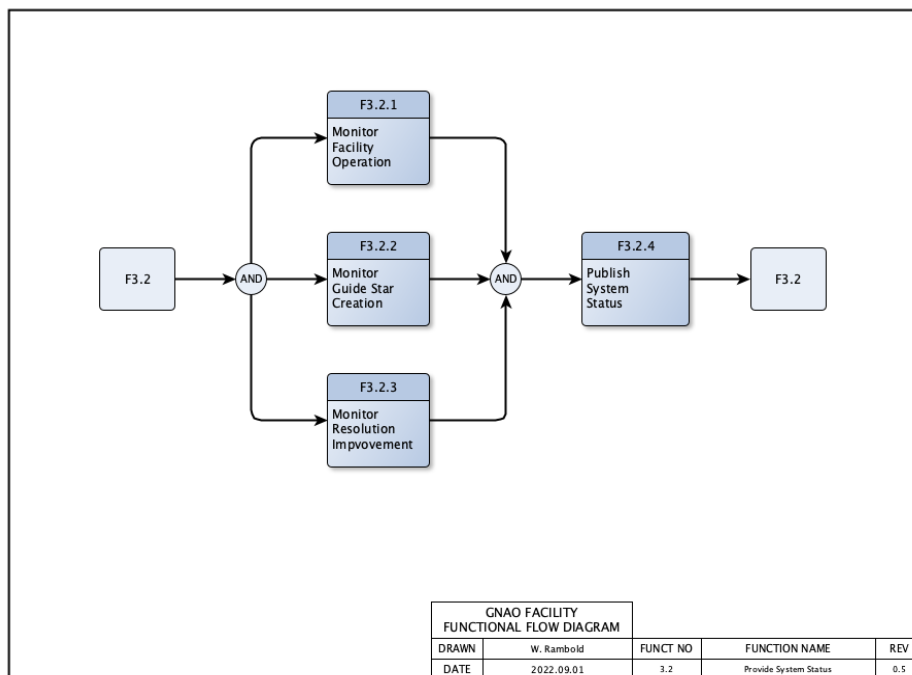 F3.2
AND
F3.2.1
Monitor
Facility
Operation
F3.2.2
Monitor
Guide Star
Creation
F3.2.3
Monitor
Resolution
Impvovement
AND
F3.2.4
Publish
System
Status
F3.2
GNAO FACILITY
FUNCTIONAL FLOW DIAGRAM
DRAWN W. Rambold FUNCT NO FUNCTION NAME REV
DATE 2022.09.01 3.2 Provide System Status 0.5